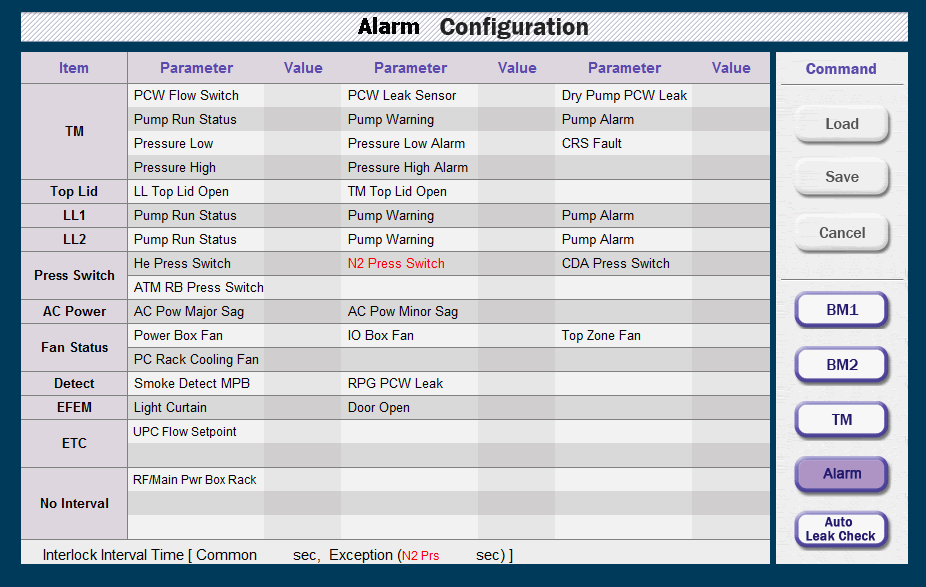 Alarm Configuration
Item Parameter Value Parameter Value Parameter Value
TM
PCW Flow Switch PCW Leak Sensor Dry Pump PCW Leak
Pump Run Status Pump Warning Pump Alarm
Pressure Low Pressure Low Alarm CRS Fault
Pressure High Pressure High Alarm
Top Lid LL Top Lid Open TM Top Lid Open
LL1 Pump Run Status Pump Warning Pump Alarm
LL2 Pump Run Status Pump Warning Pump Alarm
Press Switch
He Press Switch N2 Press Switch CDA Press Switch
ATM RB Press Switch
AC Power AC Pow Major Sag AC Pow Minor Sag
Fan Status
Power Box Fan IO Box Fan Top Zone Fan
PC Rack Cooling Fan
Detect Smoke Detect MPB RPG PCW Leak
EFEM Light Curtain Door Open
ETC
UPC Flow Setpoint
No Interval
RF/Main Pwr Box Rack
Interlock Interval Time [ Common sec, Exception (N2 Prs sec) ]
Command
Load
Save
Cancel
BM1
BM2
TM
Alarm
Auto
Leak Check